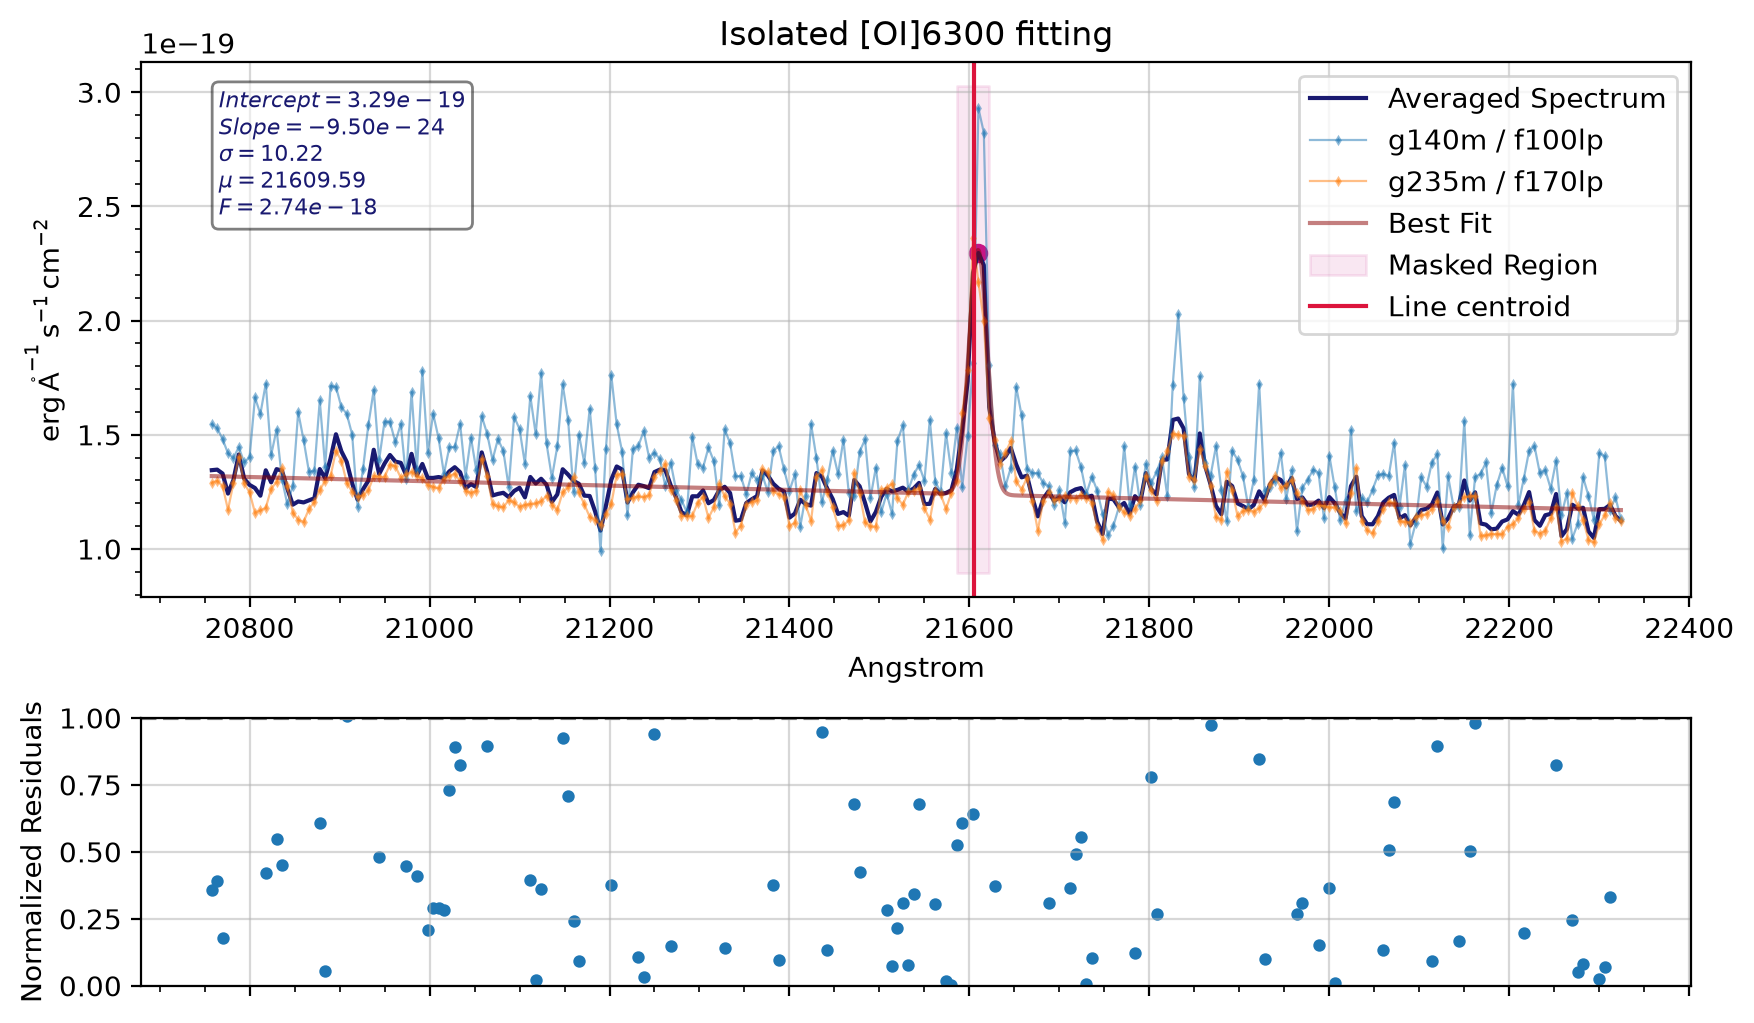 Isolated [OI]6300 fitting
1e−19
Intercept = 3.29e − 19
Slope = −9.50e − 24
σ = 10.22
μ = 21609.59
F = 2.74e − 18
Averaged Spectrum
g140m / f100lp
g235m / f170lp
Best Fit
Masked Region
Line centroid
3.0
2.5
2.0
1.5
1.0
erg Å⁻¹ s⁻¹ cm⁻²
20800 21000 21200 21400 21600 21800 22000 22200 22400
Angstrom
Normalized Residuals
1.00
0.75
0.50
0.25
0.00